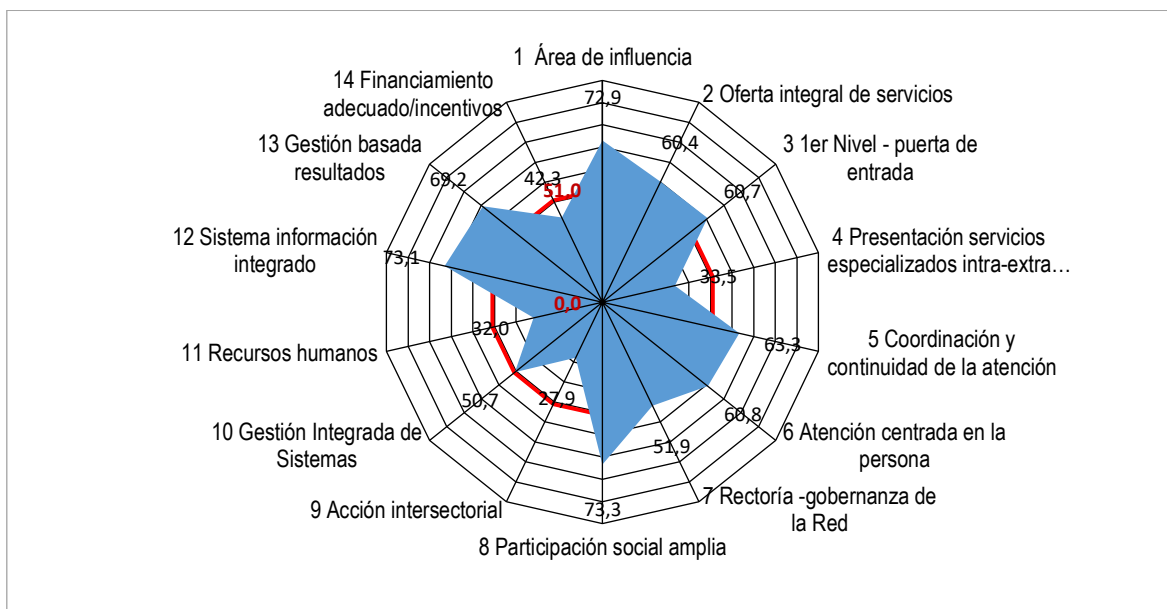 1 Área de influencia
72,9
2 Oferta integral de servicios
60,4
3 1er Nivel - puerta de
entrada
60,7
4 Presentación servicios
especializados intra-extra…
33,5
5 Coordinación y
continuidad de la atención
63,3
6 Atención centrada en la
persona
60,8
7 Rectoría -gobernanza de
la Red
51,9
8 Participación social amplia
73,3
9 Acción intersectorial
27,9
10 Gestión Integrada de
Sistemas
50,7
11 Recursos humanos
32,0
12 Sistema información
integrado
73,1
13 Gestión basada
resultados
69,2
14 Financiamiento
adecuado/incentivos
42,3
51,0
0,0